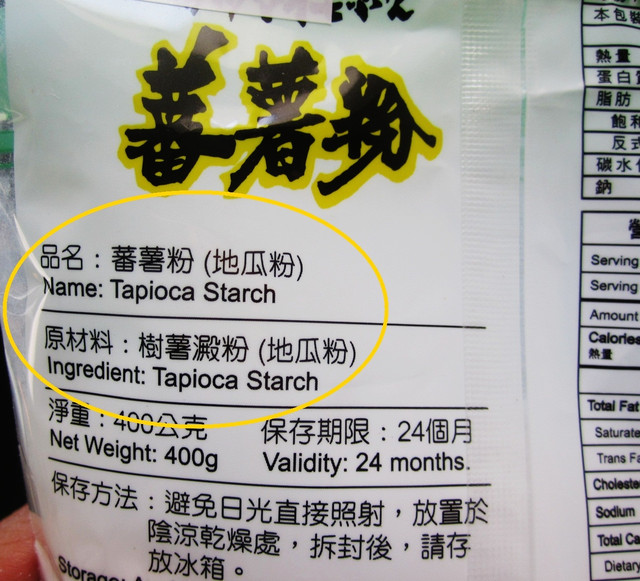 蕃薯粉
品名：蕃薯粉 (地瓜粉)
Name: Tapioca Starch
原材料：樹薯澱粉 (地瓜粉)
Ingredient: Tapioca Starch
淨重：400公克
保存期限：24個月
Net Weight: 400g
Validity: 24 months.
保存方法：避免日光直接照射，放置於
陰涼乾燥處，拆封後，請存
放冰箱。
Storage:
本包裝
熱量
蛋白質
脂肪
飽和
反式
碳水
鈉
Serving
Serving
Amount
Calories
熱量
Total Fat
Saturate
Trans Fa
Cholester
Sodium
Total Ca
Dietary